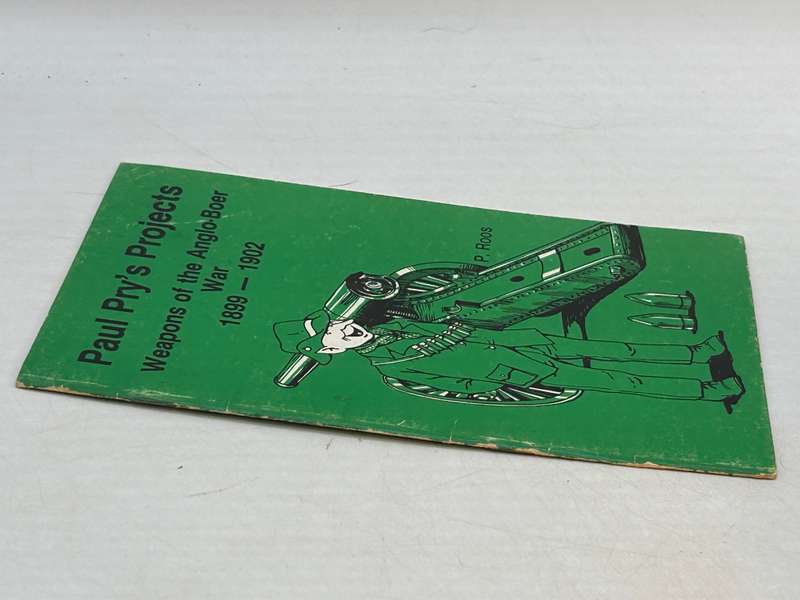 Paul Pry's Projects
Weapons of the Anglo-Boer
War
1899 — 1902
P. Roos